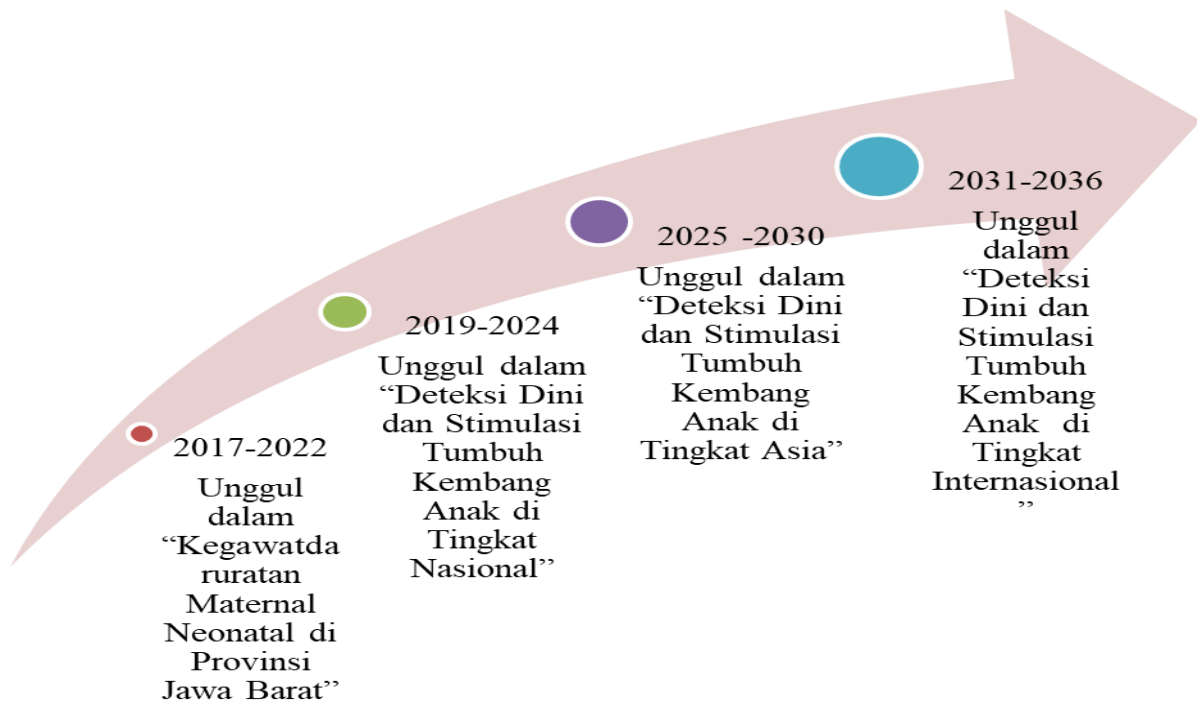 2017-2022
Unggul
dalam
“Kegawatda
ruratan
Maternal
Neonatal di
Provinsi
Jawa Barat”
2019-2024
Unggul dalam
“Deteksi Dini
dan Stimulasi
Tumbuh
Kembang
Anak di
Tingkat
Nasional”
2025 -2030
Unggul dalam
“Deteksi Dini
dan Stimulasi
Tumbuh
Kembang
Anak di
Tingkat Asia”
2031-2036
Unggul
dalam
“Deteksi
Dini dan
Stimulasi
Tumbuh
Kembang
Anak di
Tingkat
Internasional
”